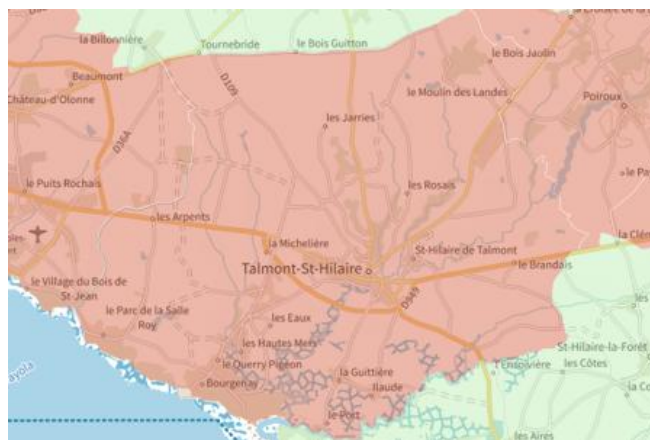 la Billonnière
Tournebride
le Bois Guitton
le Bois Jaolin
Beaumont
D109
le Moulin des Landes
Château-d'Olonne
Poiroux
les Jarries
D36A
le Puits Rochais
les Rosais
les Arpents
la Michelière
St-Hilaire de Talmont
Talmont-St-Hilaire
le Brandais
le Village du Bois de
St-Jean
D949
le Parc de la Salle
Roy
les Eaux
les Hautes Mers
St-Hilaire-la-Forêt
le Querry Pigeon
les Côtes
la Guittière
Bourgenay
Ilaude
le Port
les Aires